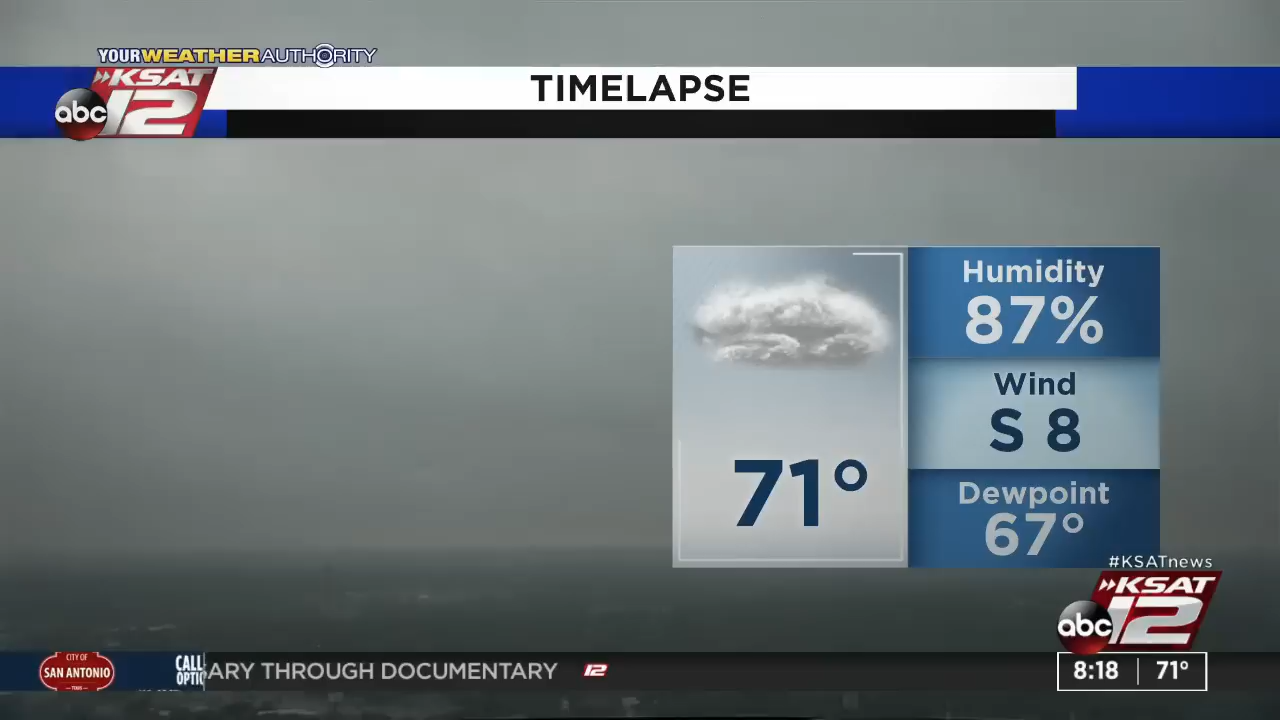 YOURWEATHERAUTHORITY
KSAT
abc 12
TIMELAPSE
Humidity
87%
Wind
S 8
71°
Dewpoint
67°
#KSATnews
KSAT
abc 12
CITY OF
SAN ANTONIO
TEXAS
CALL
ARY THROUGH DOCUMENTARY 12
8:18 71°